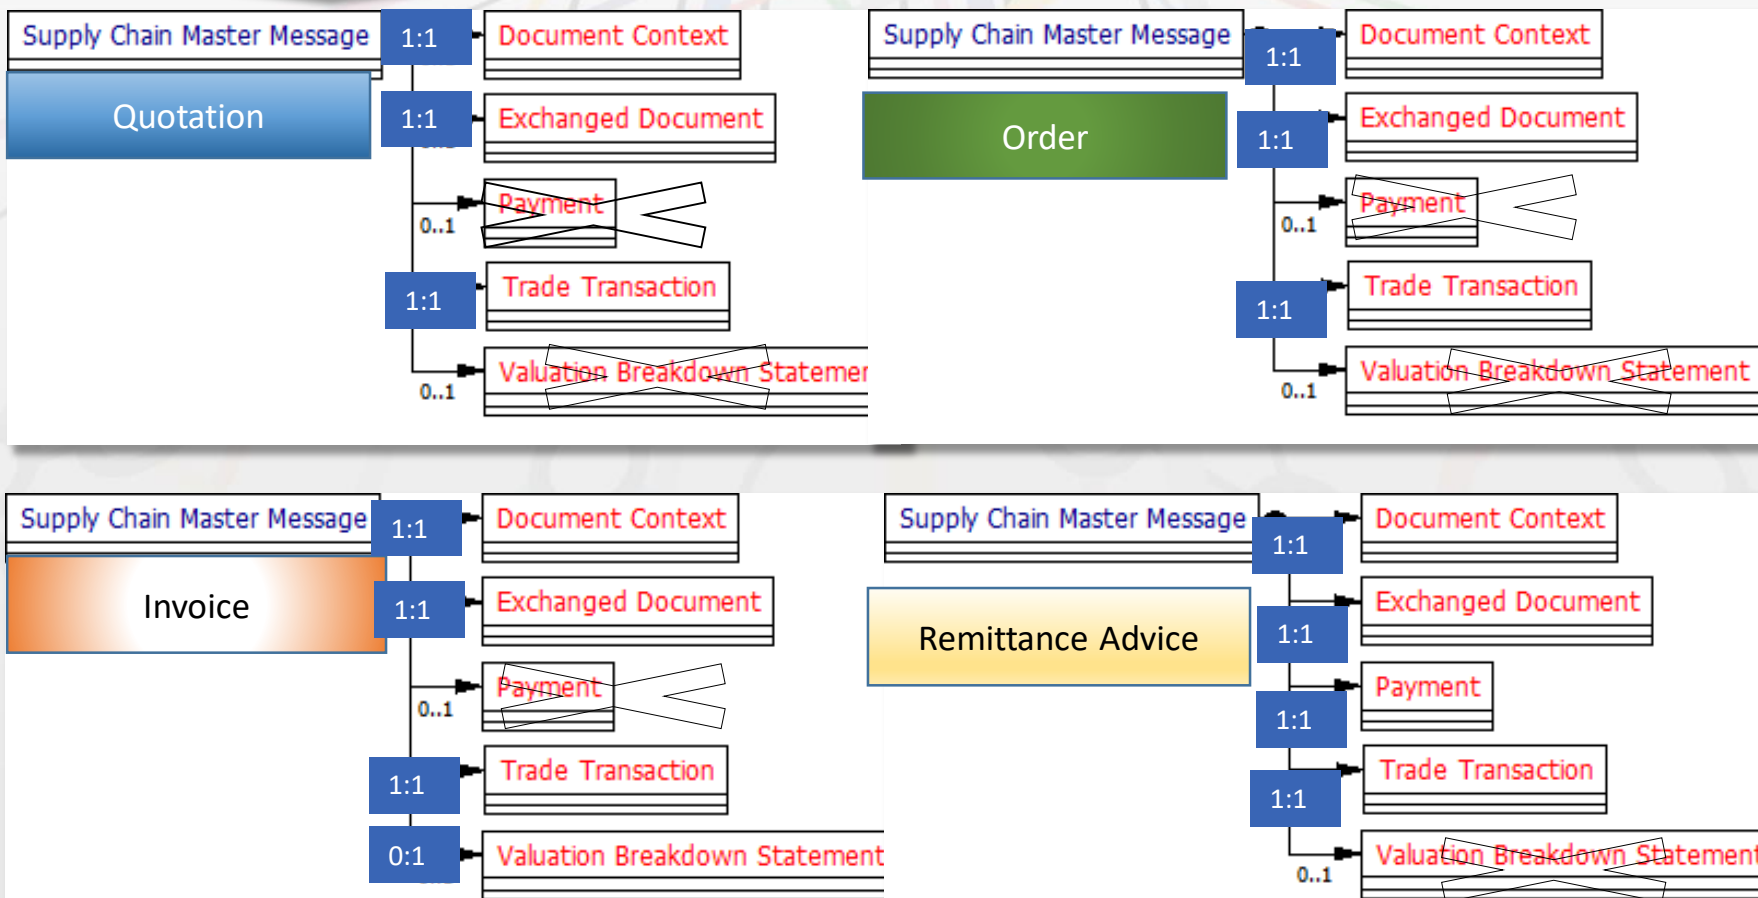 Supply Chain Master Message
1:1
Document Context
Quotation
1:1
Exchanged Document
Payment
0..1
1:1
Trade Transaction
Valuation Breakdown Statemen
0..1
Supply Chain Master Message
1:1
Document Context
Order
1:1
Exchanged Document
Payment
0..1
1:1
Trade Transaction
Valuation Breakdown Statement
0..1
Supply Chain Master Message
1:1
Document Context
Invoice
1:1
Exchanged Document
Payment
0..1
1:1
Trade Transaction
0:1
Valuation Breakdown Statement
Supply Chain Master Message
1:1
Document Context
Remittance Advice
1:1
Exchanged Document
1:1
Payment
1:1
Trade Transaction
Valuation Breakdown Statement
0..1